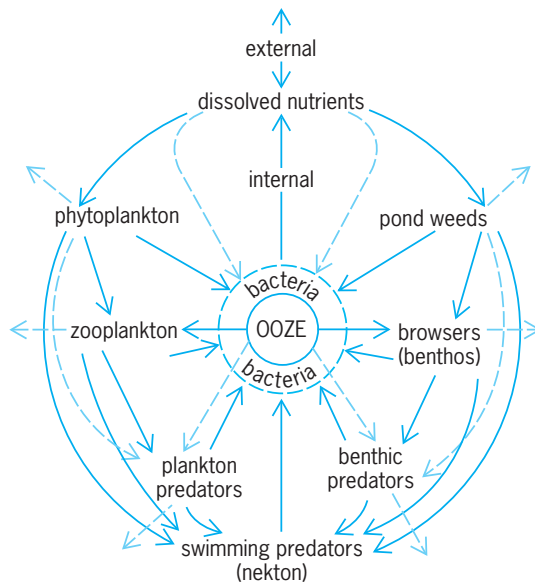 external
dissolved nutrients
internal
phytoplankton
pond weeds
bacteria
zooplankton
OOZE
browsers
(benthos)
bacteria
plankton
predators
benthic
predators
swimming predators
(nekton)